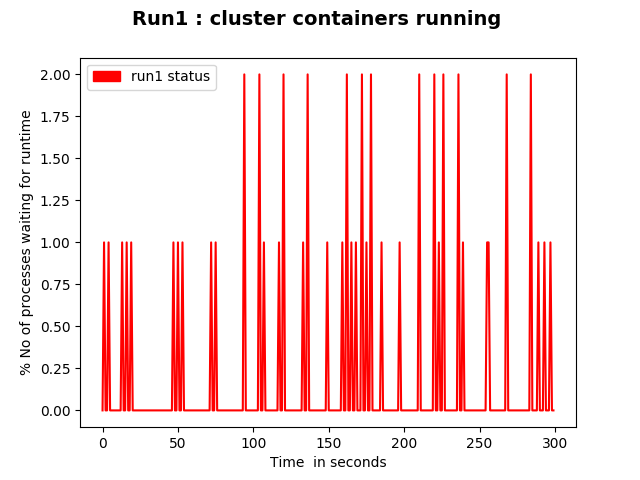 Run1 : cluster containers running
run1 status
% No of processes waiting for runtime
2.00
1.75
1.50
1.25
1.00
0.75
0.50
0.25
0.00
0 50 100 150 200 250 300
Time  in seconds